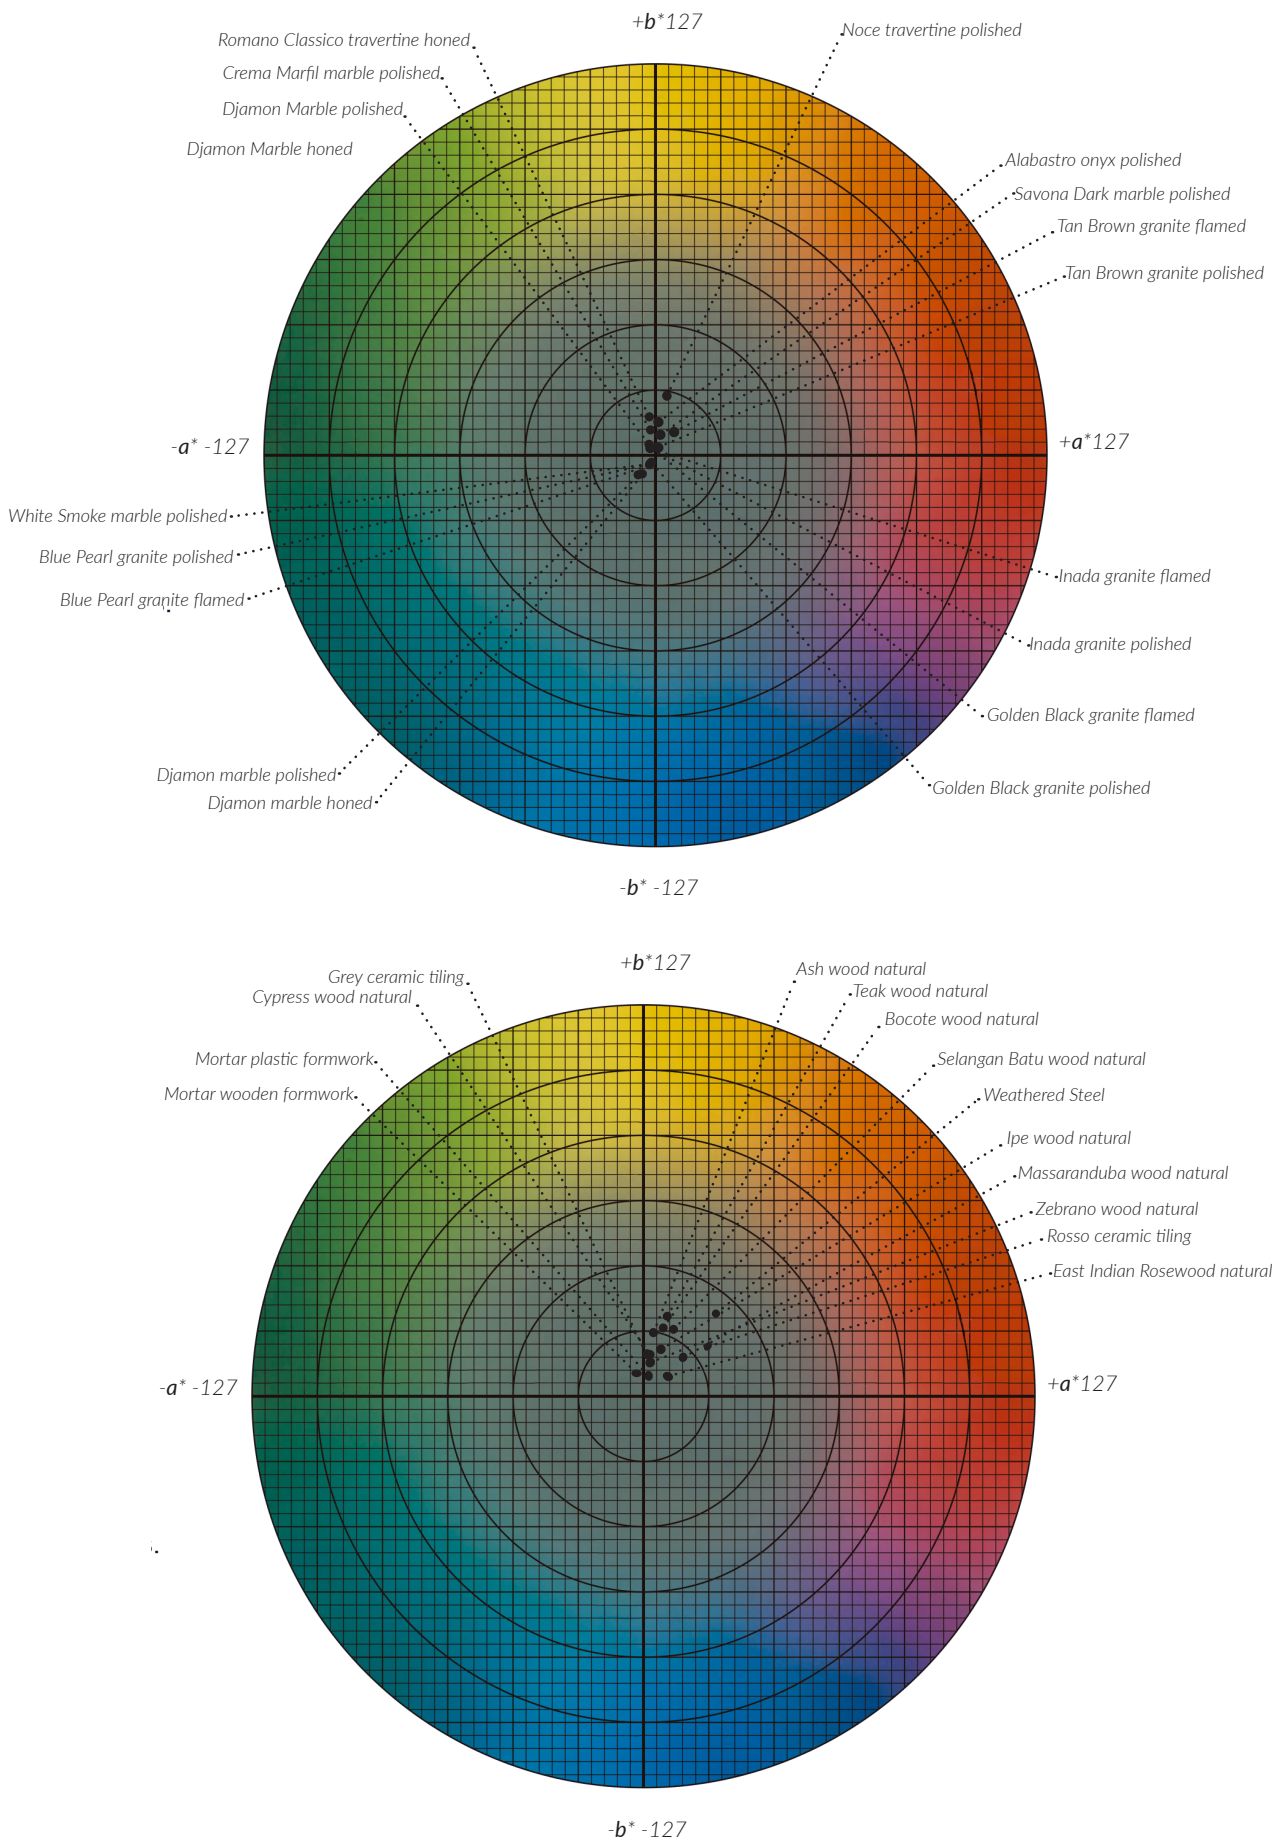 +b*127
Noce travertine polished
Romano Classico travertine honed
Crema Marfil marble polished
Djamon Marble polished
Djamon Marble honed
Alabastro onyx polished
Savona Dark marble polished
Tan Brown granite flamed
Tan Brown granite polished
-a* -127
+a*127
White Smoke marble polished
Blue Pearl granite polished
Blue Pearl granite flamed
Inada granite flamed
Inada granite polished
Golden Black granite flamed
Djamon marble polished
Golden Black granite polished
Djamon marble honed
-b* -127
+b*127
Grey ceramic tiling
Cypress wood natural
Mortar plastic formwork
Mortar wooden formwork
Ash wood natural
Teak wood natural
Bocote wood natural
Selangan Batu wood natural
Weathered Steel
Ipe wood natural
Massaranduba wood natural
Zebrano wood natural
Rosso ceramic tiling
East Indian Rosewood natural
-a* -127
+a*127
-b* -127